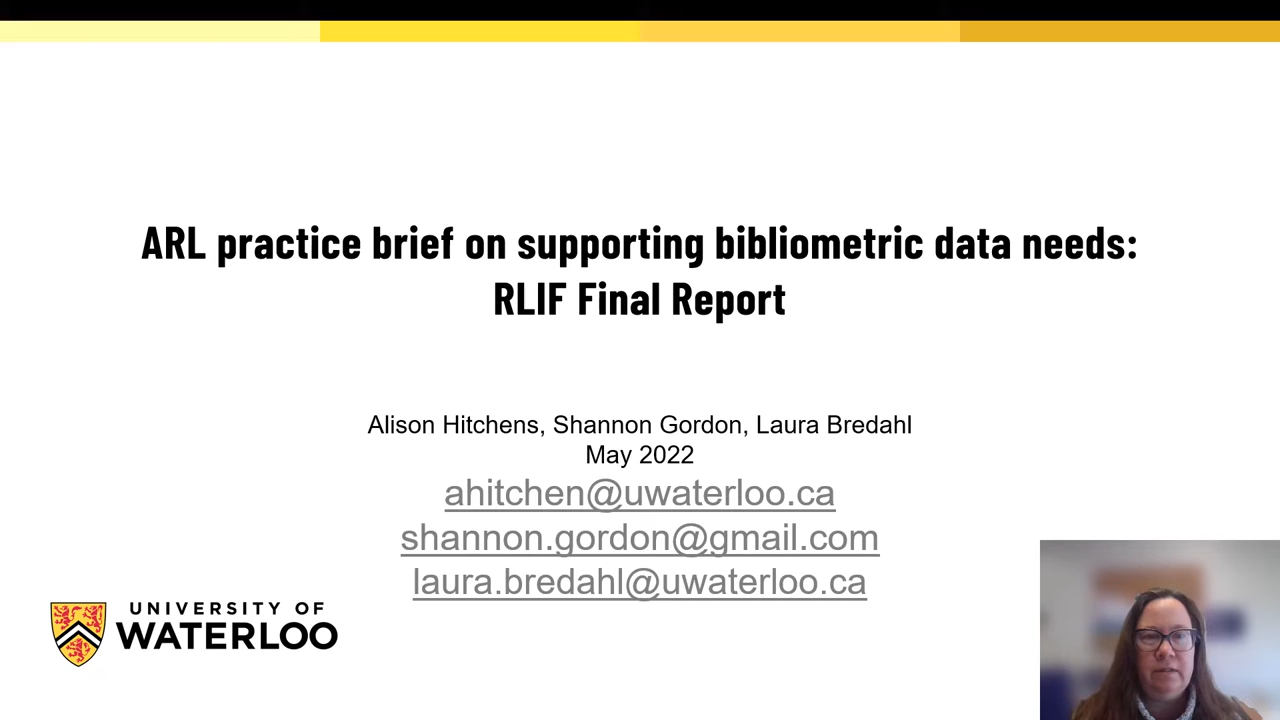 ARL practice brief on supporting bibliometric data needs:
RLIF Final Report
Alison Hitchens, Shannon Gordon, Laura Bredahl
May 2022
ahitchen@uwaterloo.ca
shannon.gordon@gmail.com
laura.bredahl@uwaterloo.ca
UNIVERSITY OF
WATERLOO